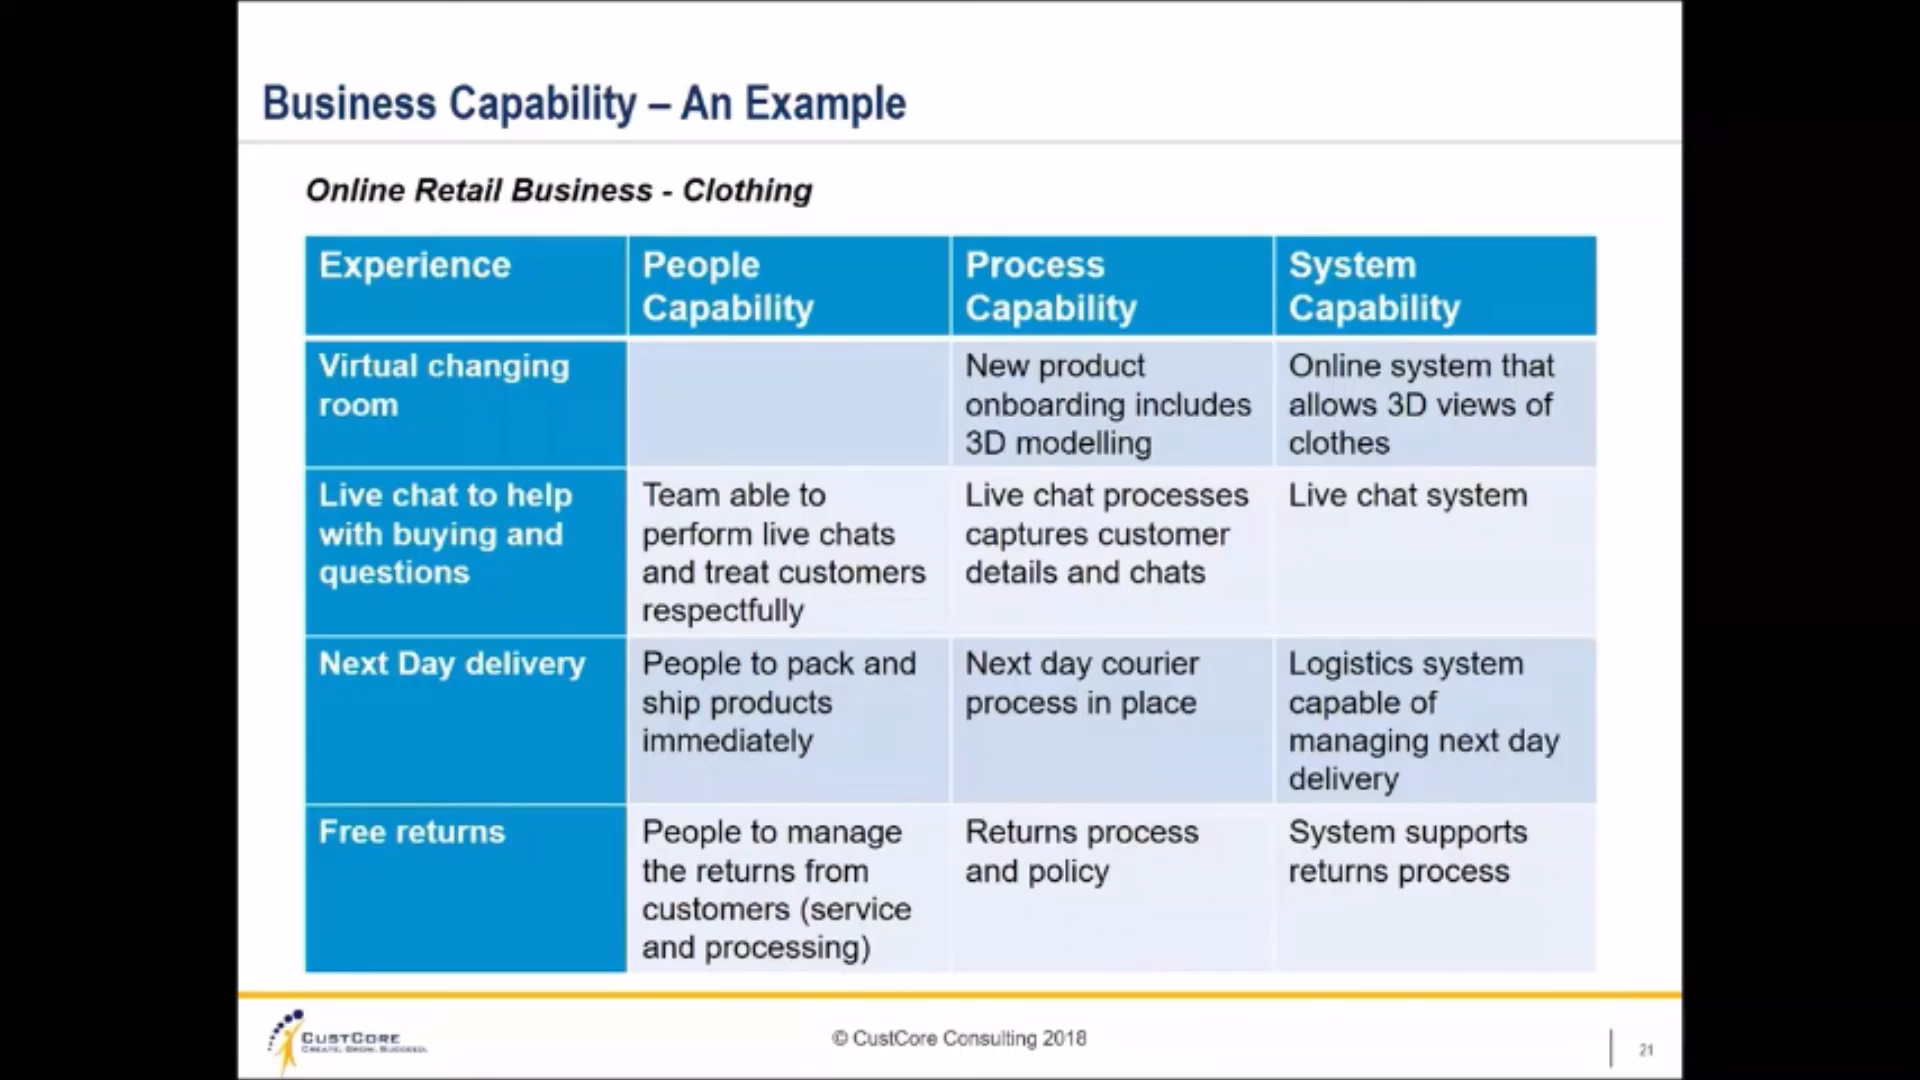 Business Capability – An Example
Online Retail Business - Clothing
Experience
People
Capability
Process
Capability
System
Capability
Virtual changing
room
New product
onboarding includes
3D modelling
Online system that
allows 3D views of
clothes
Live chat to help
with buying and
questions
Team able to
perform live chats
and treat customers
respectfully
Live chat processes
captures customer
details and chats
Live chat system
Next Day delivery
People to pack and
ship products
immediately
Next day courier
process in place
Logistics system
capable of
managing next day
delivery
Free returns
People to manage
the returns from
customers (service
and processing)
Returns process
and policy
System supports
returns process
CUSTCORE
CREATE. GROW. SUCCEED.
© CustCore Consulting 2018
21